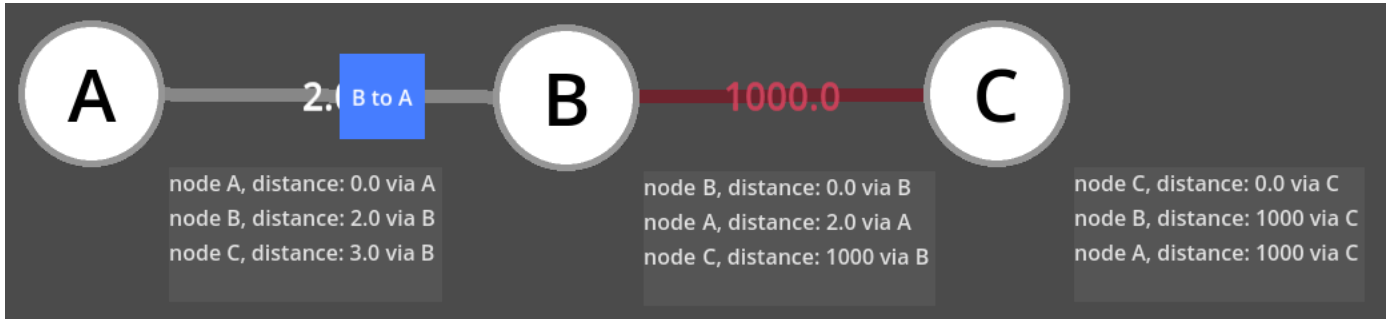 A
2.
B to A
B
1000.0
C
node A, distance: 0.0 via A
node B, distance: 2.0 via B
node C, distance: 3.0 via B
node B, distance: 0.0 via B
node A, distance: 2.0 via A
node C, distance: 1000 via B
node C, distance: 0.0 via C
node B, distance: 1000 via C
node A, distance: 1000 via C